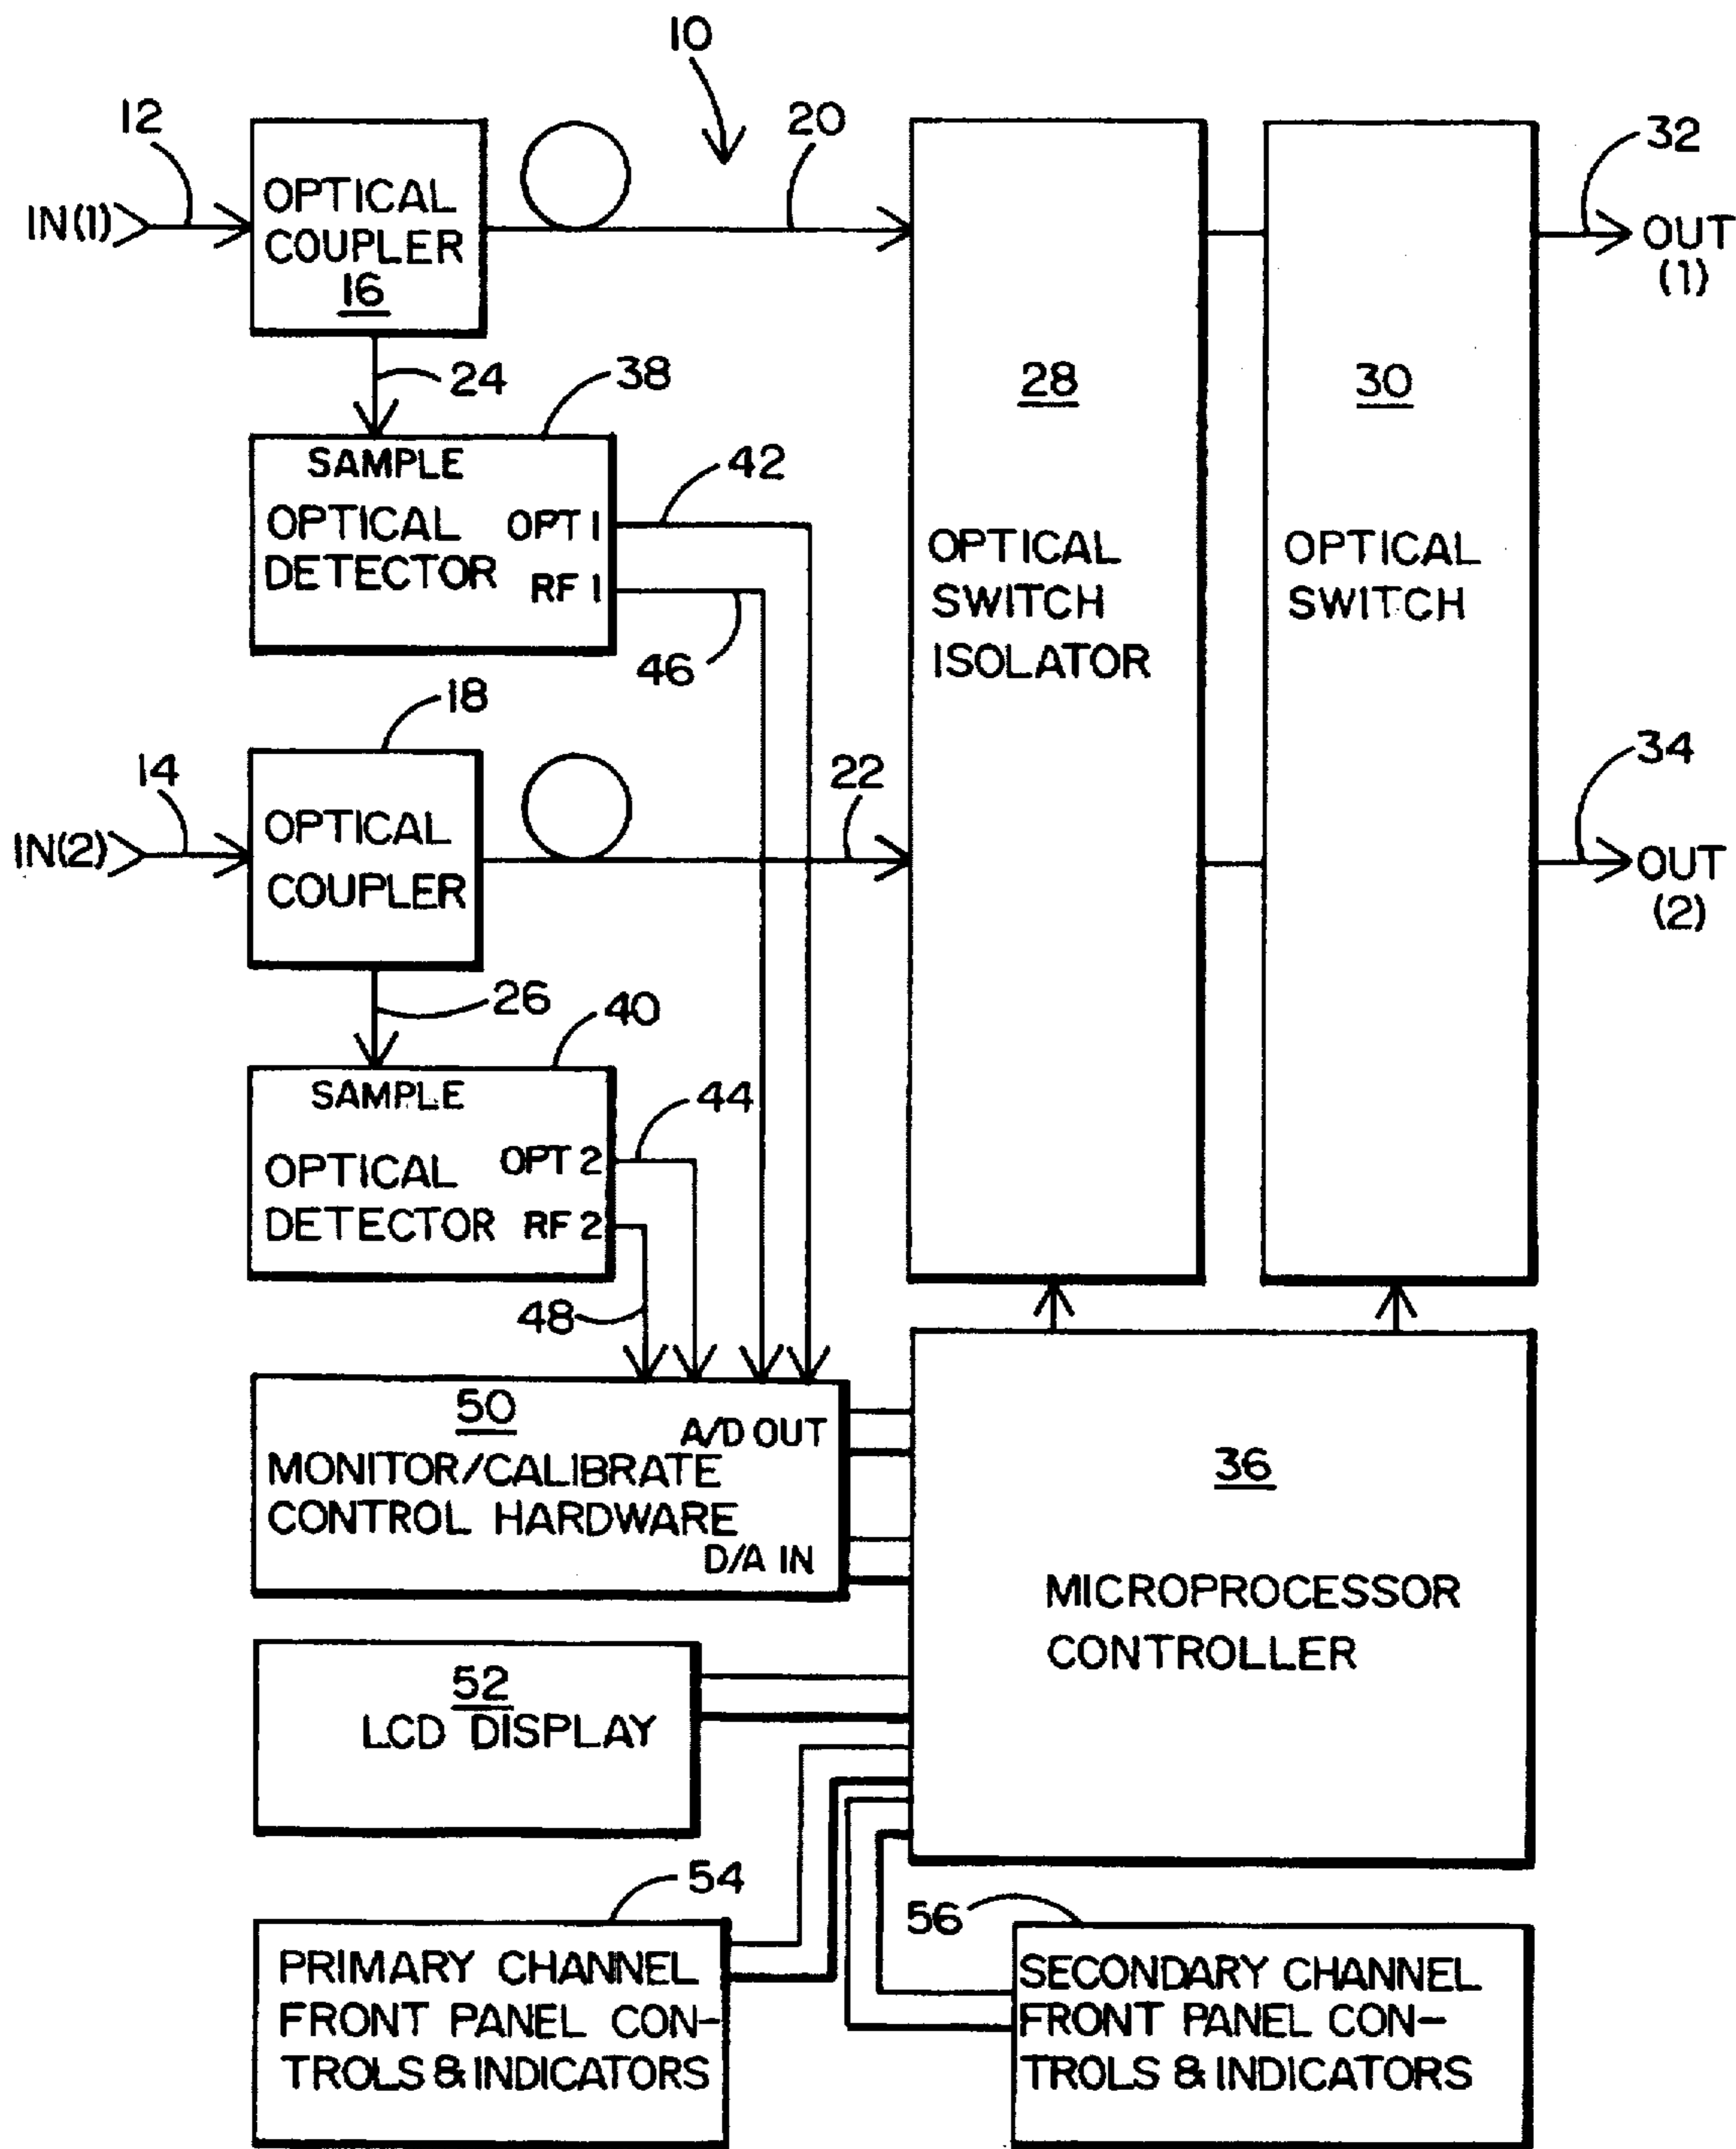 10
12
20
32
IN(1)
OPTICAL
COUPLER
16
OUT
(1)
24
38
28
30
SAMPLE
OPTICAL
DETECTOR
OPT 1
RF 1
42
46
OPTICAL
SWITCH
ISOLATOR
OPTICAL
SWITCH
18
14
22
34
IN(2)
OPTICAL
COUPLER
OUT
(2)
26
40
SAMPLE
OPTICAL
DETECTOR
OPT 2
RF 2
44
48
50
A/D OUT
MONITOR/CALIBRATE
CONTROL HARDWARE
D/A IN
36
MICROPROCESSOR
CONTROLLER
52
LCD DISPLAY
54
56
PRIMARY CHANNEL
FRONT PANEL CON-
TROLS & INDICATORS
SECONDARY CHANNEL
FRONT PANEL CON-
TROLS & INDICATORS